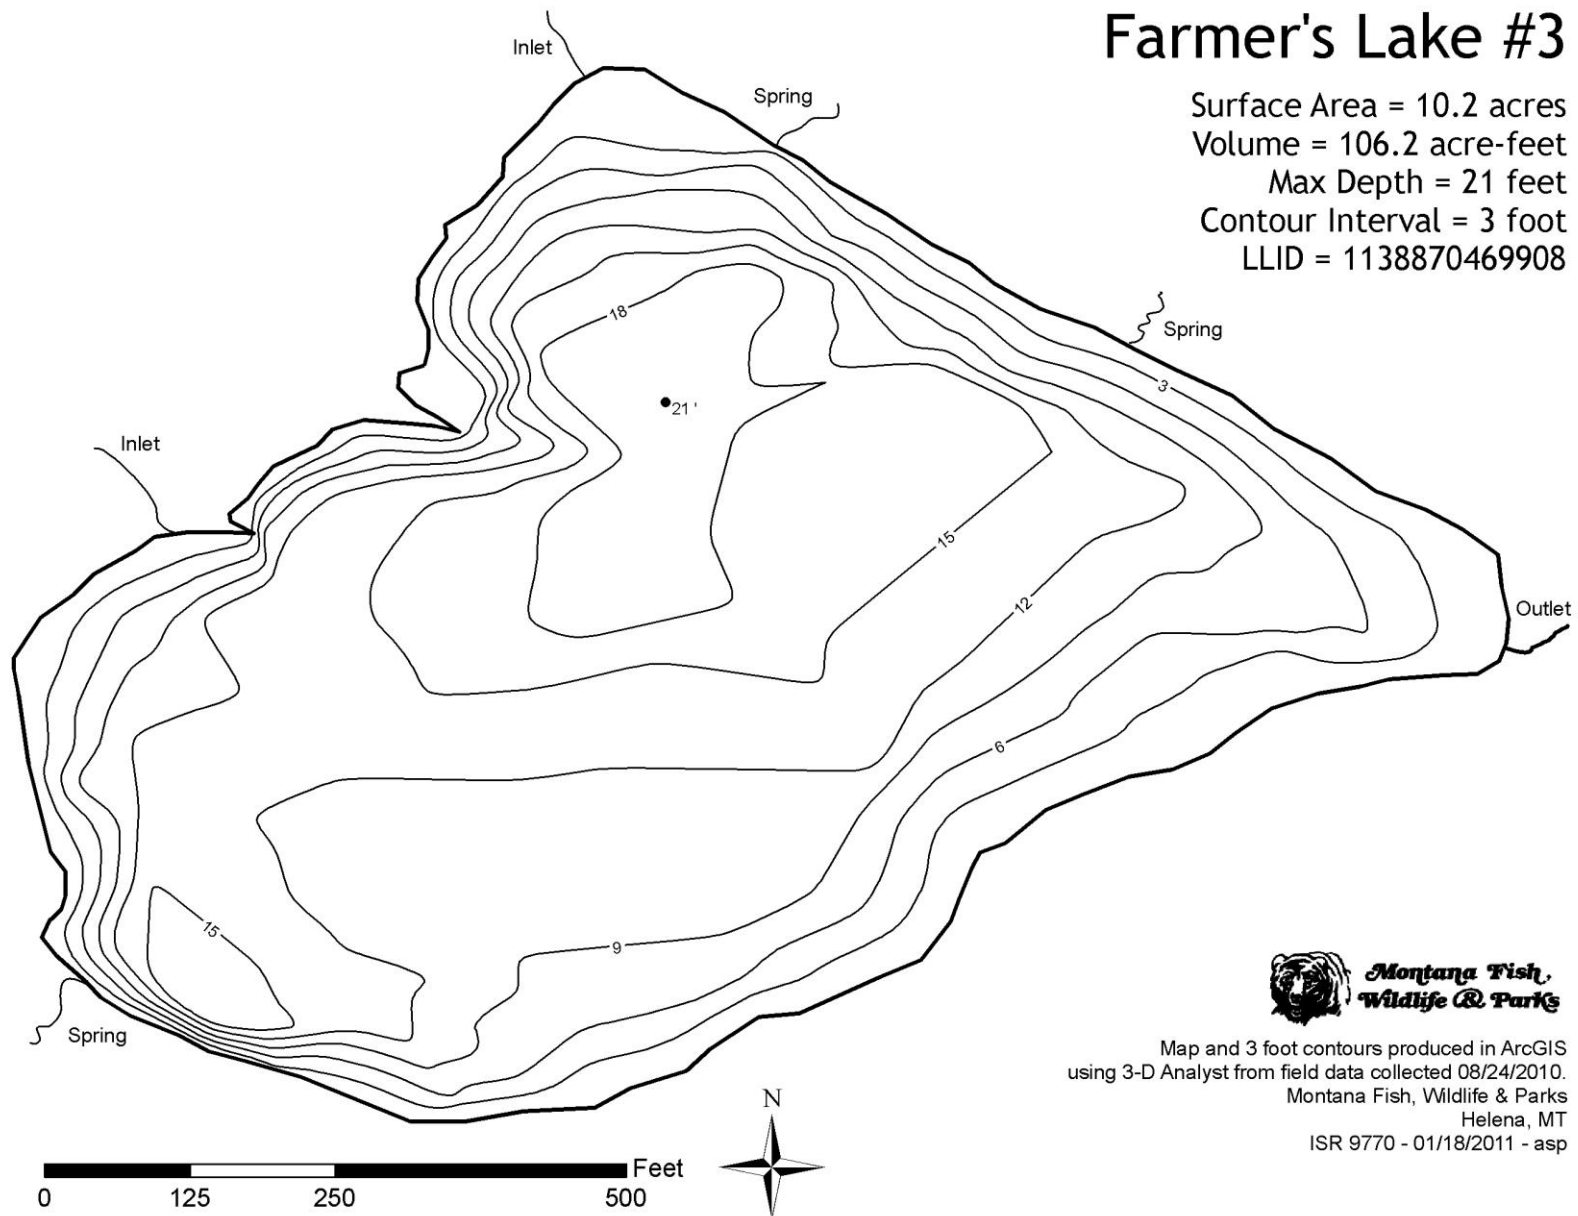 Farmer's Lake #3
Surface Area = 10.2 acres
Volume = 106.2 acre-feet
Max Depth = 21 feet
Contour Interval = 3 foot
LLID = 1138870469908
Inlet
Spring
Spring
18
3
21 '
Inlet
15
12
Outlet
6
15
9
Spring
Montana Fish,
Wildlife & Parks
Map and 3 foot contours produced in ArcGIS
using 3-D Analyst from field data collected 08/24/2010.
Montana Fish, Wildlife & Parks
Helena, MT
ISR 9770 - 01/18/2011 - asp
N
Feet
0 125 250 500